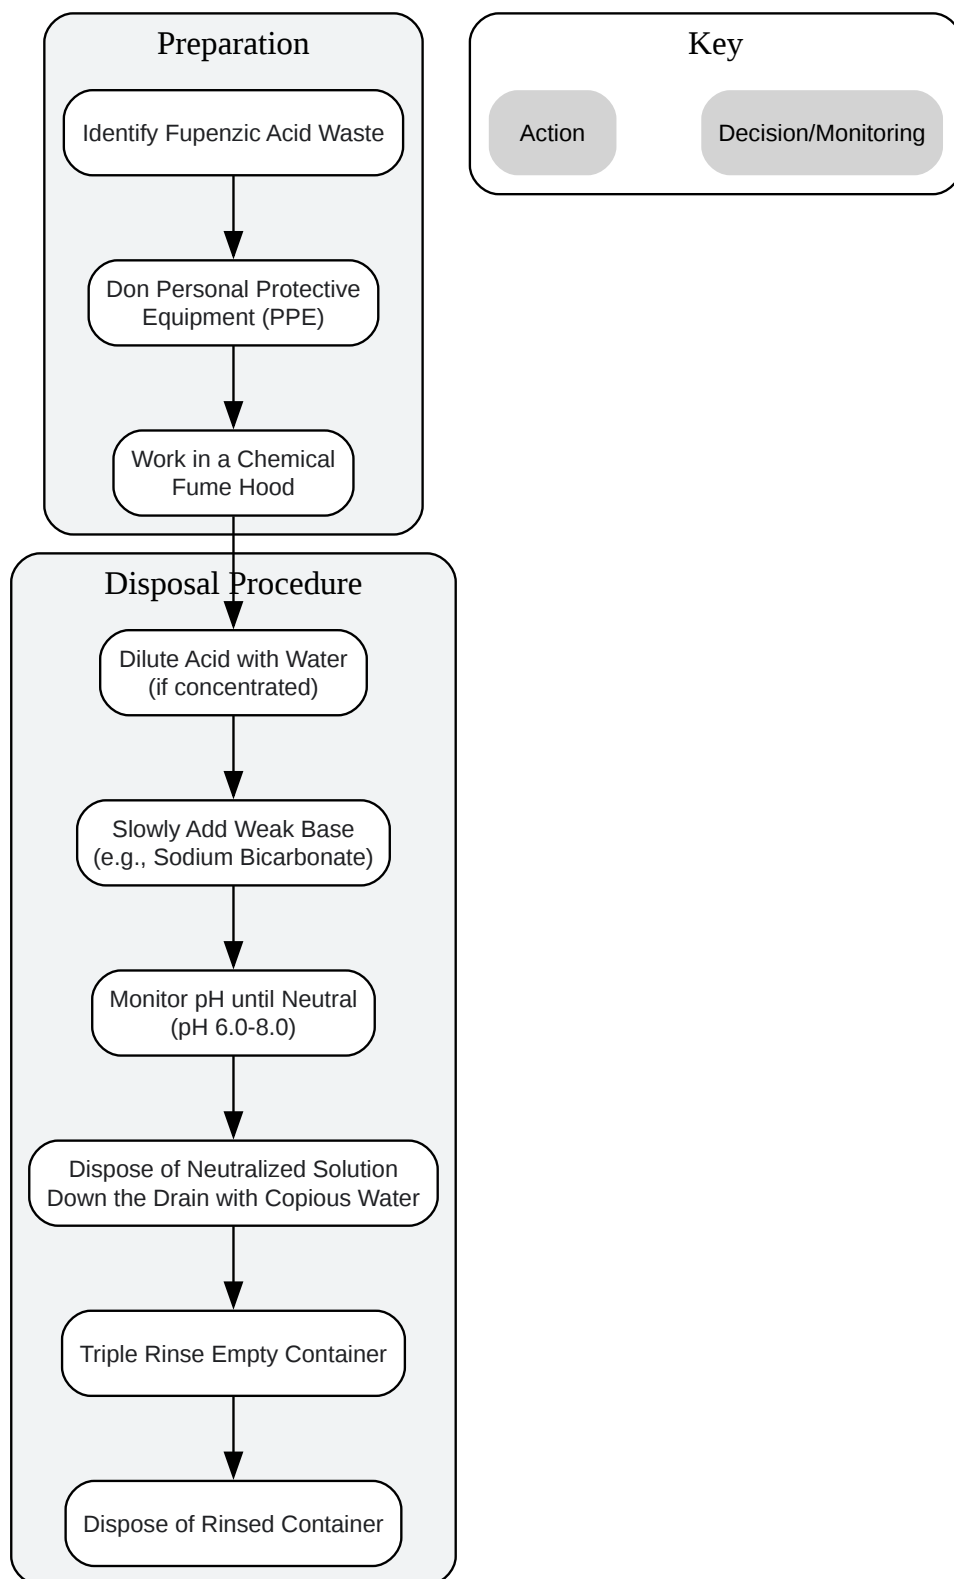 Preparation
Identify Fupenzic Acid Waste
Don Personal Protective
Equipment (PPE)
Work in a Chemical
Fume Hood
Key
Action
Decision/Monitoring
Disposal Procedure
Dilute Acid with Water
(if concentrated)
Slowly Add Weak Base
(e.g., Sodium Bicarbonate)
Monitor pH until Neutral
(pH 6.0-8.0)
Dispose of Neutralized Solution
Down the Drain with Copious Water
Triple Rinse Empty Container
Dispose of Rinsed Container